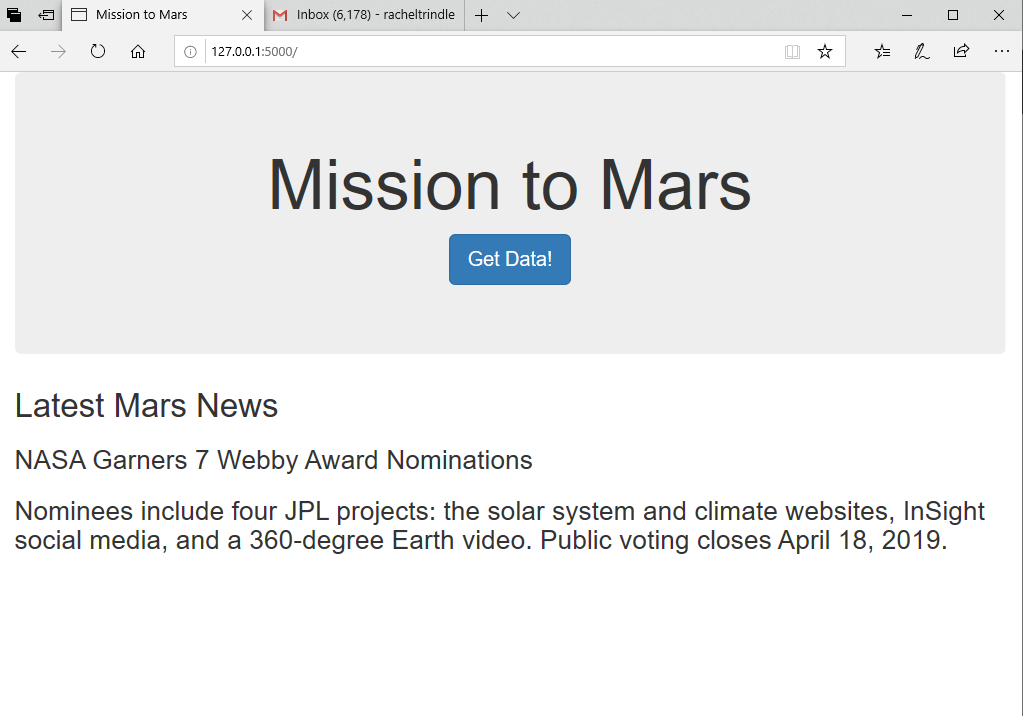 Mission to Mars
Inbox (6,178) - racheltrindle
127.0.0.1:5000/
Mission to Mars
Get Data!
Latest Mars News
NASA Garners 7 Webby Award Nominations
Nominees include four JPL projects: the solar system and climate websites, InSight
social media, and a 360-degree Earth video. Public voting closes April 18, 2019.